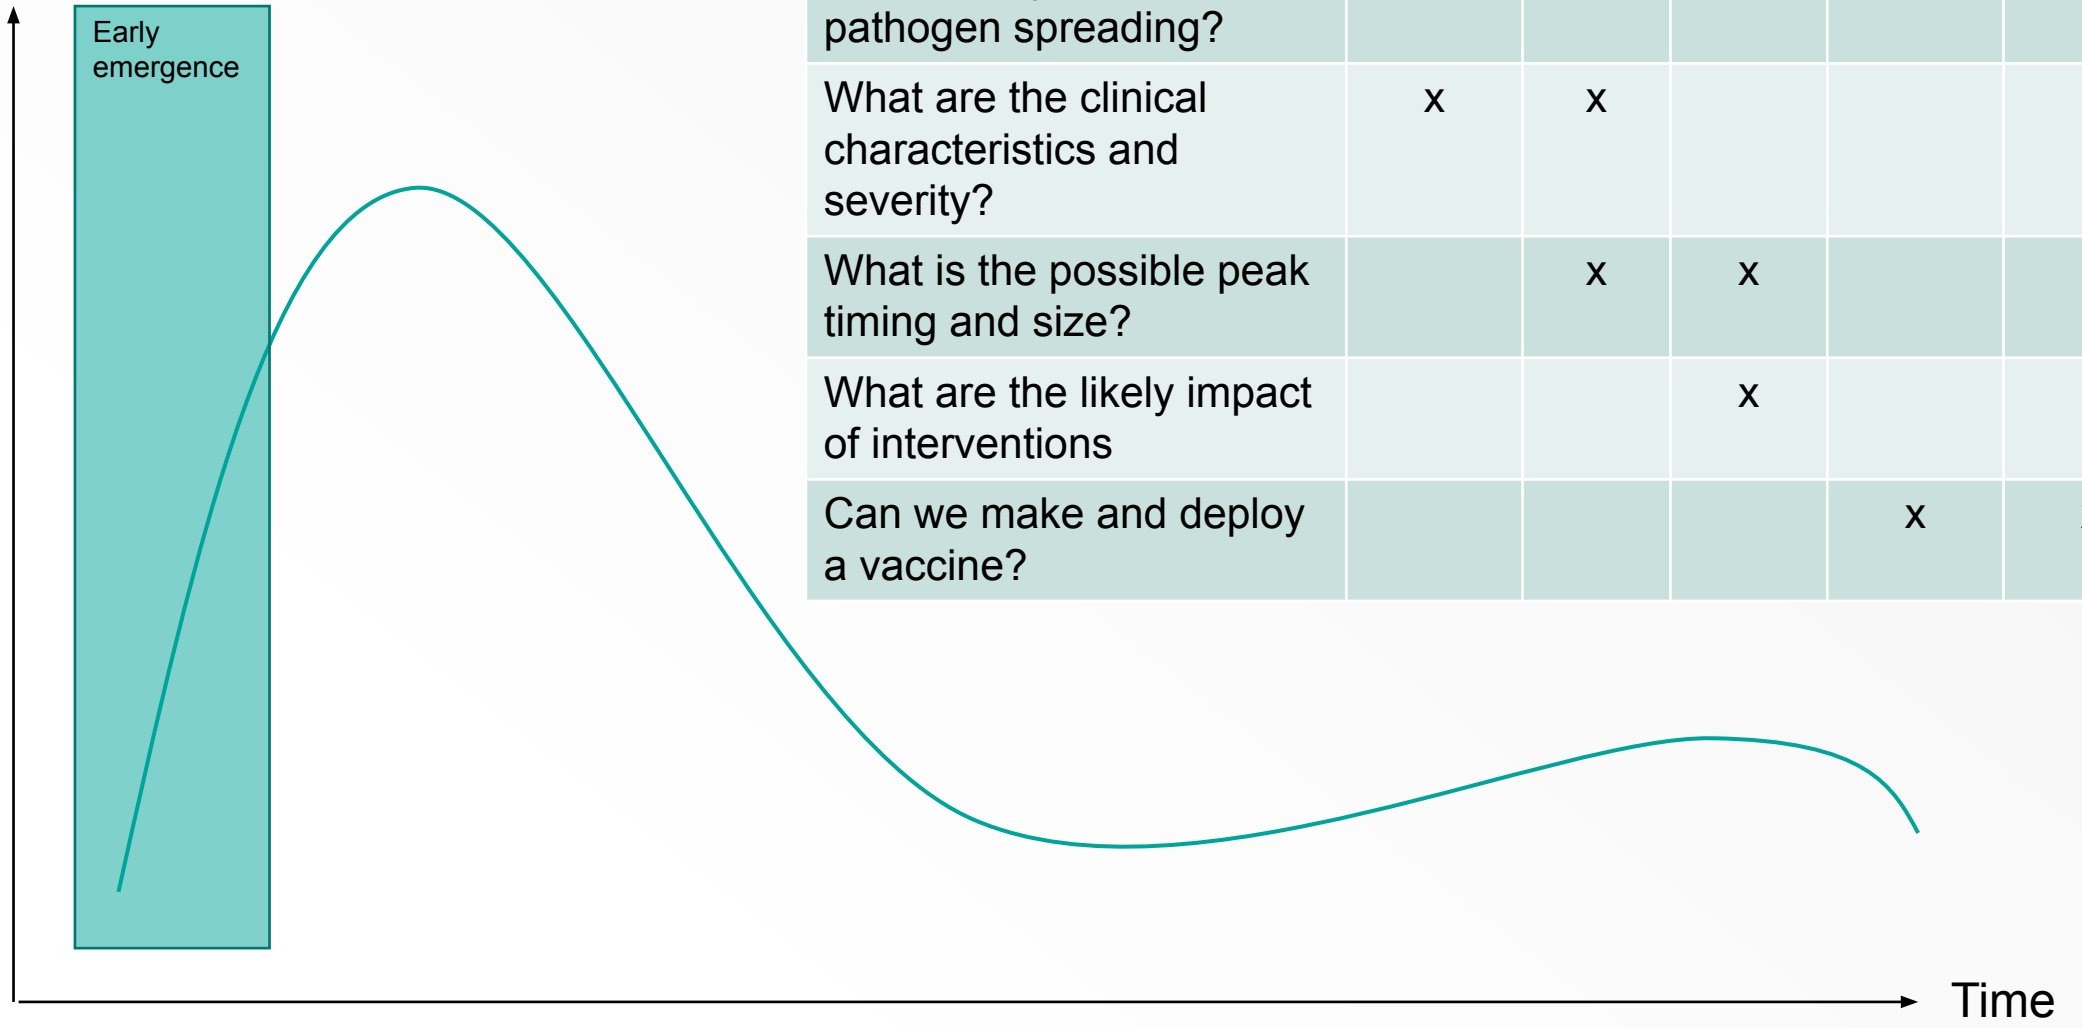 Early
emergence
pathogen spreading?
What are the clinical x x
characteristics and
severity?
What is the possible peak x x
timing and size?
What are the likely impact x
of interventions
Can we make and deploy x
a vaccine?
Time